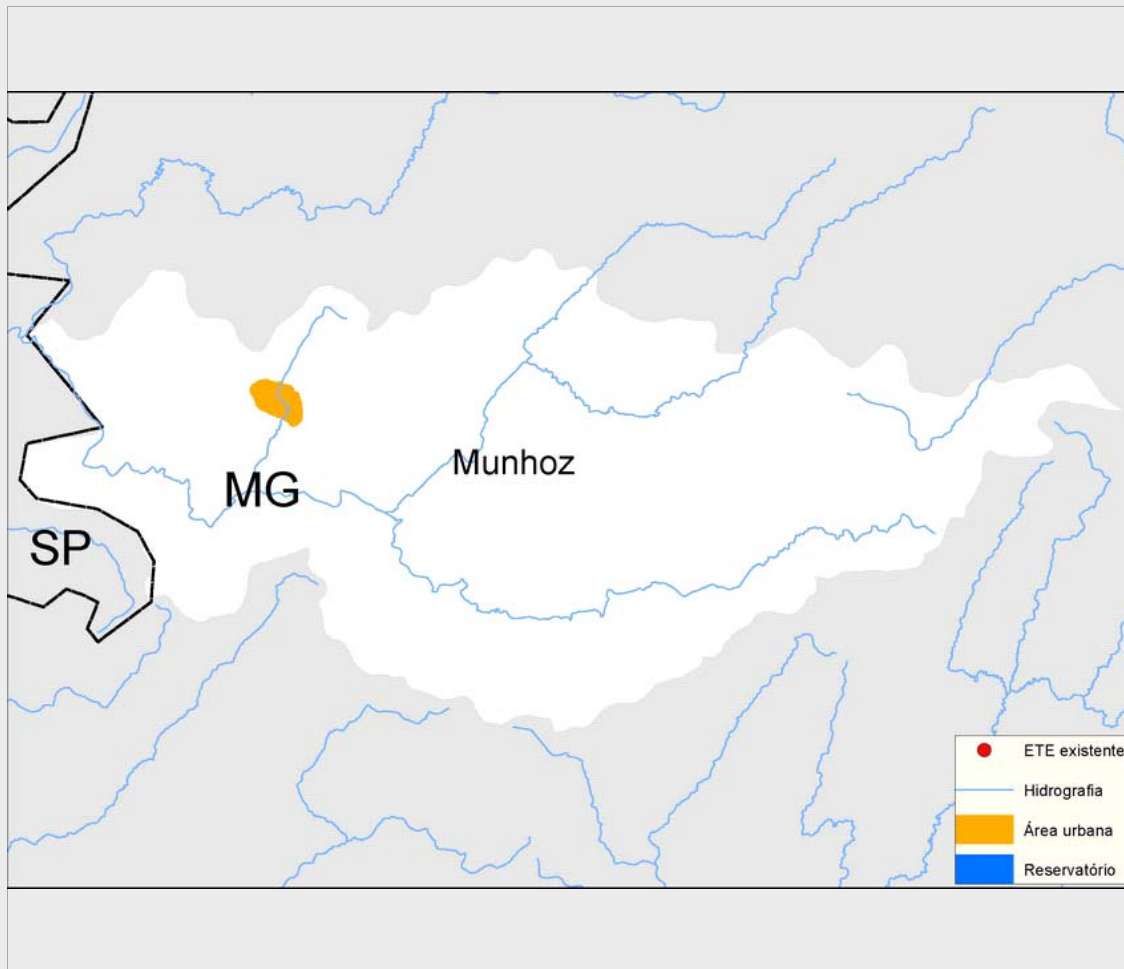 Munhoz
MG
SP
ETE existente
Hidrografia
Área urbana
Reservatório